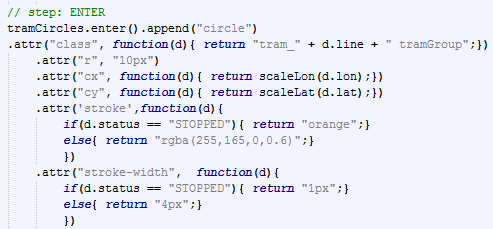 // step: ENTER
tramCircles.enter().append("circle")
.attr("class", function(d){ return "tram_" + d.line + " tramGroup";})
.attr("r", "10px")
.attr("cx", function(d){ return scaleLon(d.lon);})
.attr("cy", function(d){ return scaleLat(d.lat);})
.attr('stroke',function(d){
if(d.status == "STOPPED"){ return "orange";}
else{ return "rgba(255,165,0,0.6)";}
})
.attr("stroke-width", function(d){
if(d.status == "STOPPED"){ return "1px";}
else{ return "4px";}
})